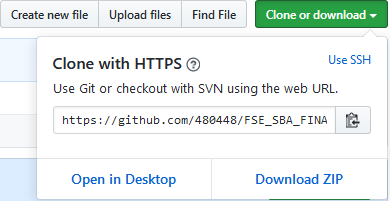 Create new file Upload files Find File Clone or download
Clone with HTTPS ? Use SSH
Use Git or checkout with SVN using the web URL.
https://github.com/480448/FSE_SBA_FINA
Open in Desktop Download ZIP